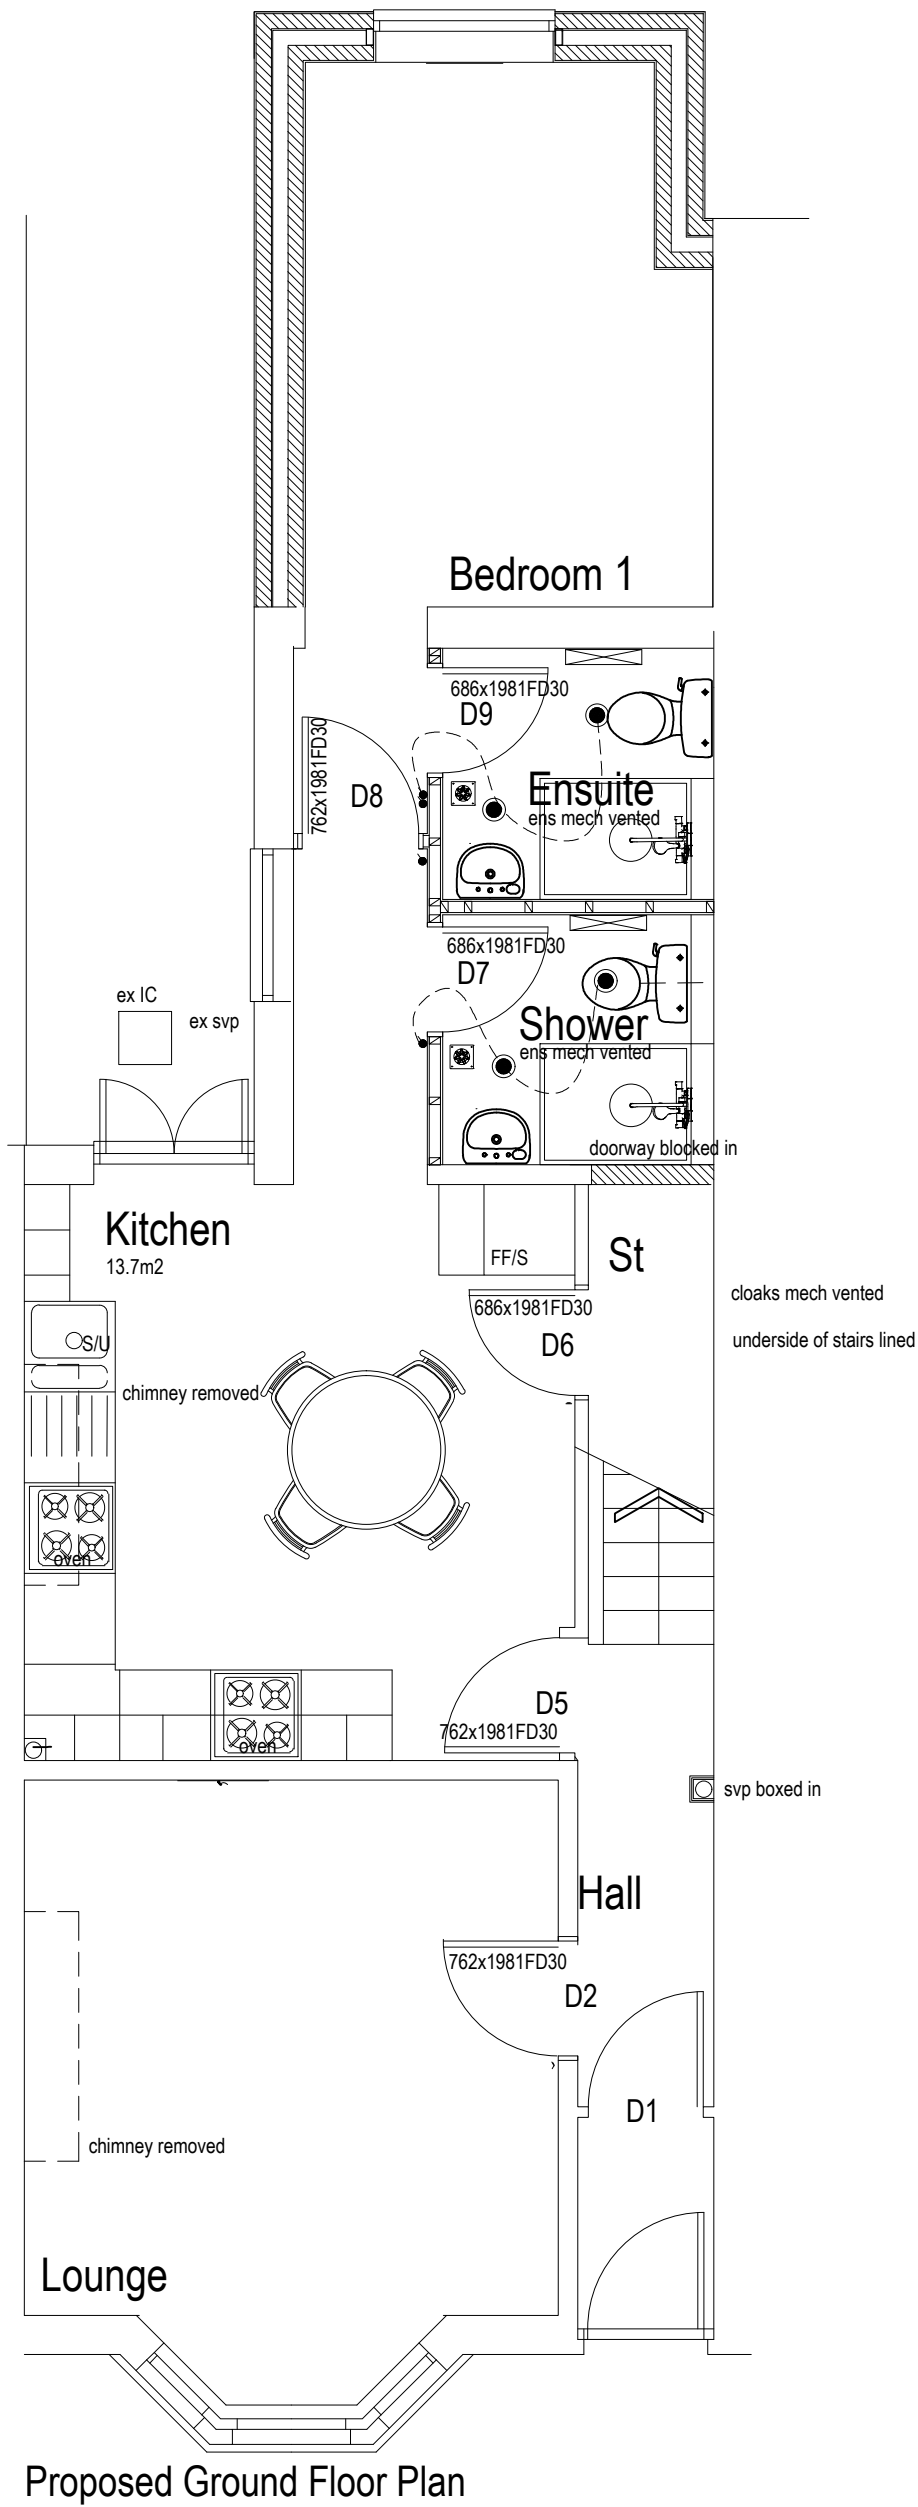 Bedroom 1
686x1981FD30
D9
762x1981FD30
D8
Ensuite
ens mech vented
686x1981FD30
D7
ex IC
ex svp
Shower
ens mech vented
doorway blocked in
Kitchen
13.7m2
FF/S
St
cloaks mech vented
686x1981FD30
underside of stairs lined
S/U
D6
chimney removed
oven
D5
762x1981FD30
oven
svp boxed in
Hall
762x1981FD30
D2
D1
chimney removed
Lounge
Proposed Ground Floor Plan